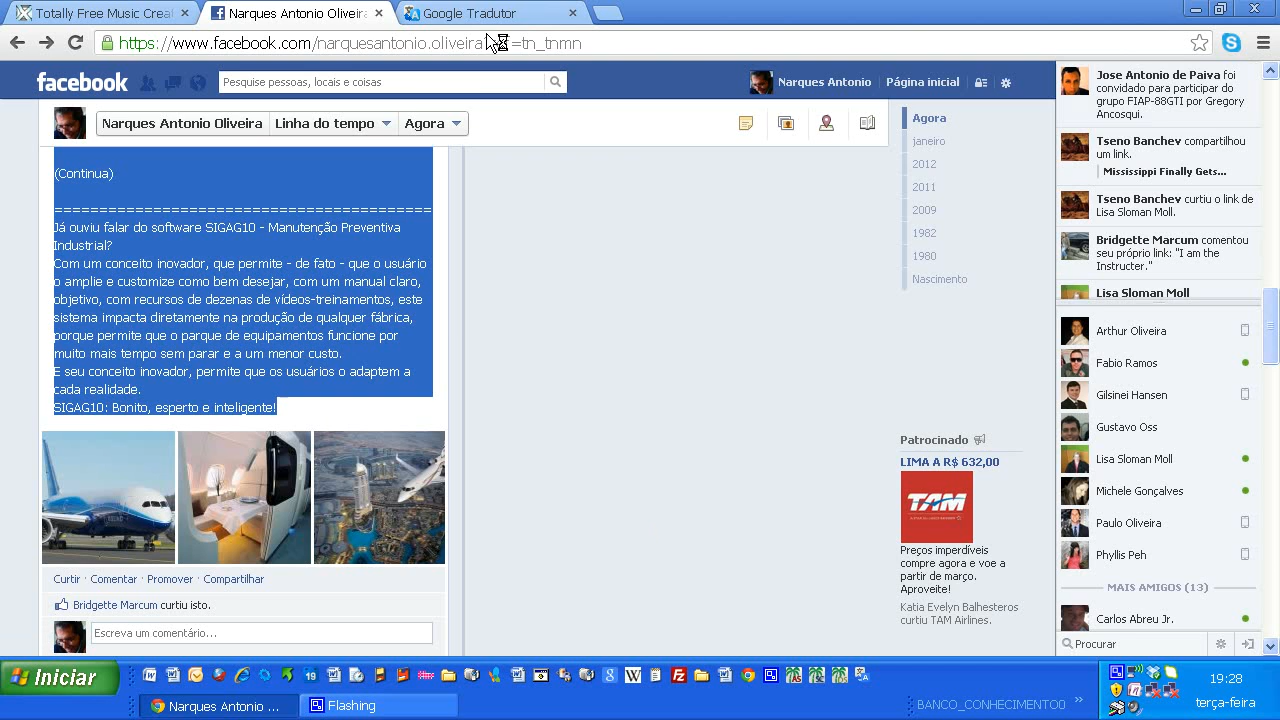 Totally Free Music Creat
Narques Antonio Oliveira
Google Tradutor
https://www.facebook.com/narquesantonio.oliveira =tn_tnmn
facebook
Pesquise pessoas, locais e coisas
Narques Antonio
Página inicial
Narques Antonio Oliveira
Linha do tempo
Agora
(Continua)
==========================================
Já ouviu falar do software SIGAG10 - Manutenção Preventiva
Industrial?
Com um conceito inovador, que permite - de fato - que o usuário
o amplie e customize como bem desejar, com um manual claro,
objetivo, com recursos de dezenas de vídeos-treinamentos, este
sistema impacta diretamente na produção de qualquer fábrica,
porque permite que o parque de equipamentos funcione por
muito mais tempo sem parar e a um menor custo.
E seu conceito inovador, permite que os usuários o adaptem a
cada realidade.
SIGAG10: Bonito, esperto e inteligente!
Curtir · Comentar · Promover · Compartilhar
Bridgette Marcum curtiu isto.
Escreva um comentário...
Agora
janeiro
2012
2011
2009
1982
1980
Nascimento
Patrocinado
LIMA A R$ 632,00
TAM
Preços imperdíveis
compre agora e voe a
partir de março.
Aproveite!
Katia Evelyn Balhesteros
curtiu TAM Airlines.
Jose Antonio de Paiva foi
convidado para participar do
grupo FIAP-88GTI por Gregory
Ancosqui.
Tseno Banchev compartilhou
um link.
Mississippi Finally Gets...
Tseno Banchev curtiu o link de
Lisa Sloman Moll.
Bridgette Marcum comentou
seu próprio link: "I am the
Instructer."
Lisa Sloman Moll
Arthur Oliveira
Fabio Ramos
Gilsinei Hansen
Gustavo Oss
Lisa Sloman Moll
Michele Gonçalves
Paulo Oliveira
Phyllis Peh
MAIS AMIGOS (13)
Carlos Abreu Jr.
Procurar
Iniciar
Narques Antonio ...
Flashing
BANCO_CONHECIMENTO0
19:28
terça-feira